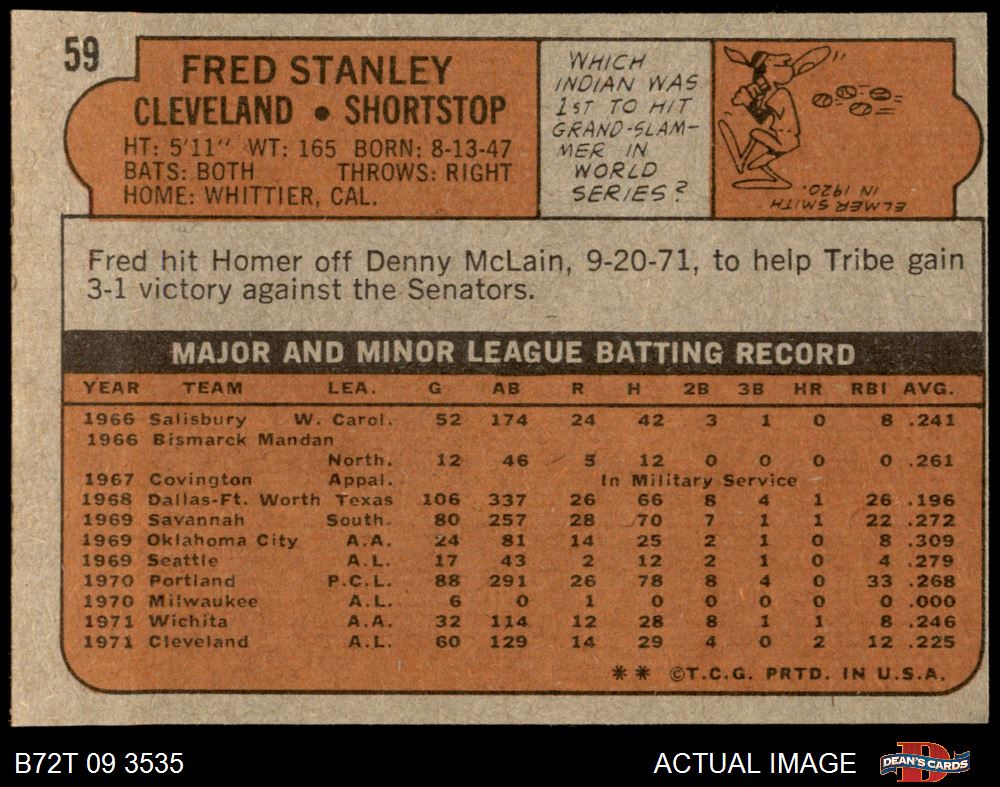 59
FRED STANLEY
CLEVELAND • SHORTSTOP
HT: 5'11" WT: 165 BORN: 8-13-47
BATS: BOTH THROWS: RIGHT
HOME: WHITTIER, CAL.
WHICH
INDIAN WAS
1ST TO HIT
GRAND-SLAM-
MER IN
WORLD
SERIES?
ELMER SMITH
IN 1920.
Fred hit Homer off Denny McLain, 9-20-71, to help Tribe gain
3-1 victory against the Senators.
MAJOR AND MINOR LEAGUE BATTING RECORD
YEAR TEAM LEA. G AB R H 2B 3B HR RBI AVG.
1966 Salisbury W. Carol. 52 174 24 42 3 1 0 8 .241
1966 Bismarck Mandan
North. 12 46 5 12 0 0 0 0 .261
1967 Covington Appal. In Military Service
1968 Dallas-Ft. Worth Texas 106 337 26 66 8 4 1 26 .196
1969 Savannah South. 80 257 28 70 7 1 1 22 .272
1969 Oklahoma City A.A. 24 81 14 25 2 1 0 8 .309
1969 Seattle A.L. 17 43 2 12 2 1 0 4 .279
1970 Portland P.C.L. 88 291 26 78 8 4 0 33 .268
1970 Milwaukee A.L. 6 0 1 0 0 0 0 0 .000
1971 Wichita A.A. 32 114 12 28 8 1 1 8 .246
1971 Cleveland A.L. 60 129 14 29 4 0 2 12 .225
** ©T.C.G. PRTD. IN U.S.A.
B72T 09 3535
ACTUAL IMAGE
DEAN'S CARDS